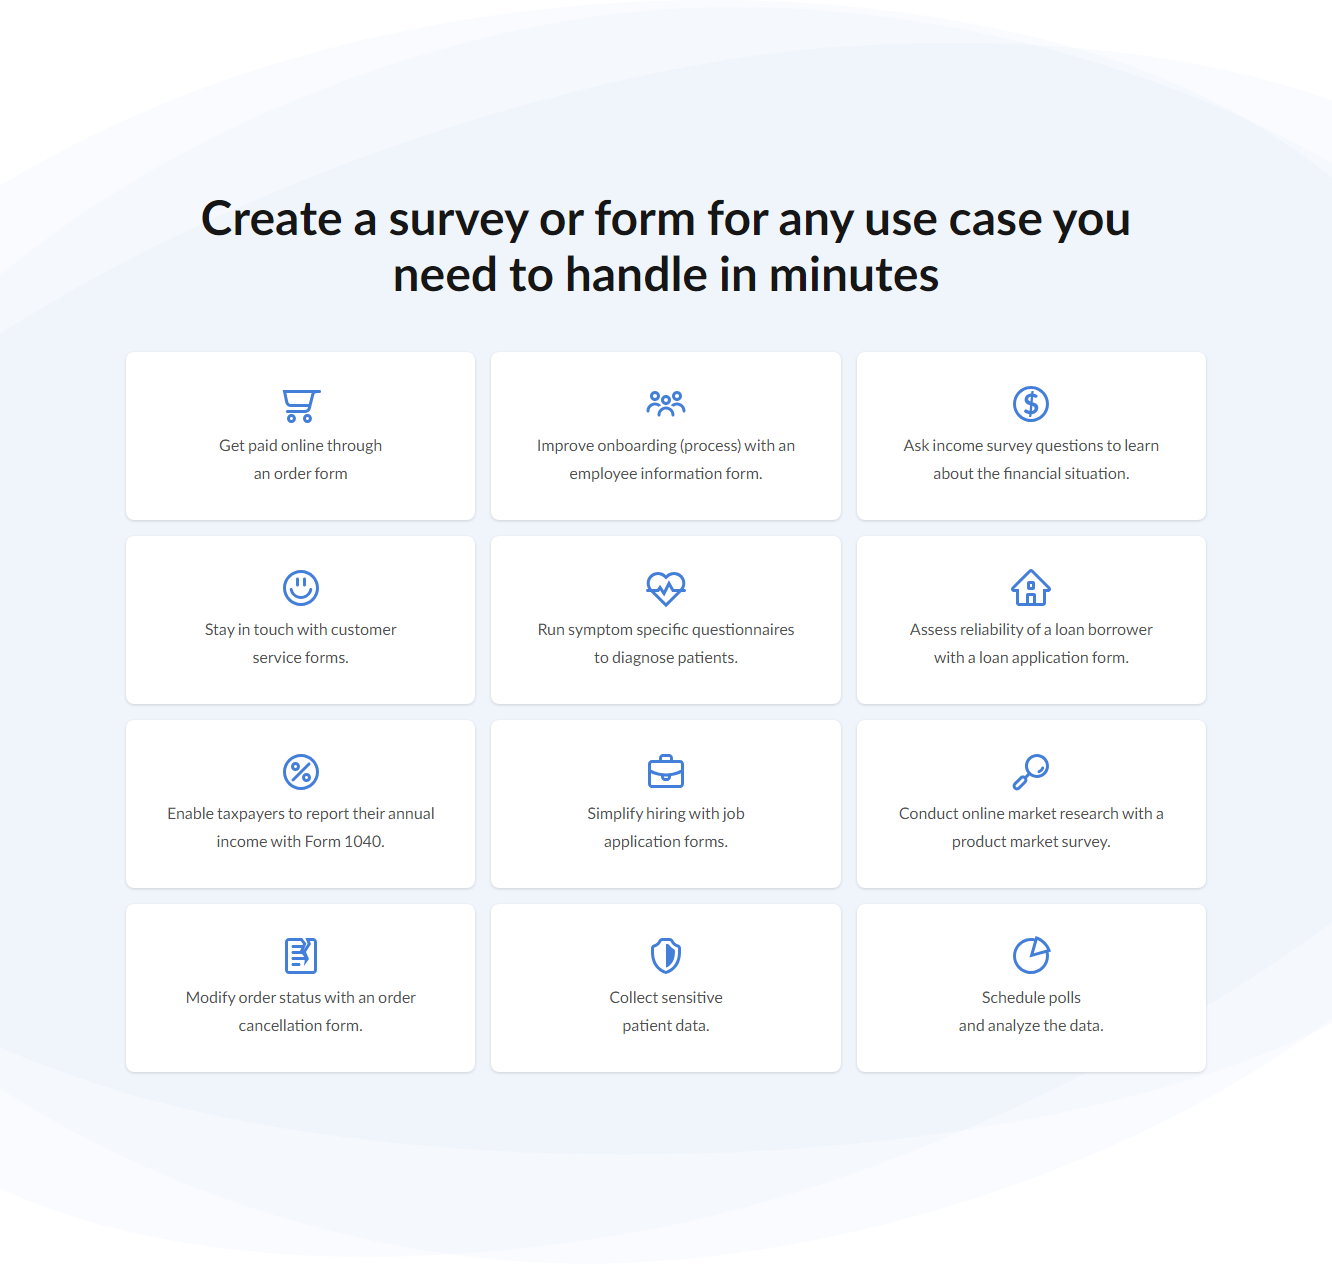 Create a survey or form for any use case you
need to handle in minutes
Get paid online through
an order form
Improve onboarding (process) with an
employee information form.
Ask income survey questions to learn
about the financial situation.
Stay in touch with customer
service forms.
Run symptom specific questionnaires
to diagnose patients.
Assess reliability of a loan borrower
with a loan application form.
Enable taxpayers to report their annual
income with Form 1040.
Simplify hiring with job
application forms.
Conduct online market research with a
product market survey.
Modify order status with an order
cancellation form.
Collect sensitive
patient data.
Schedule polls
and analyze the data.